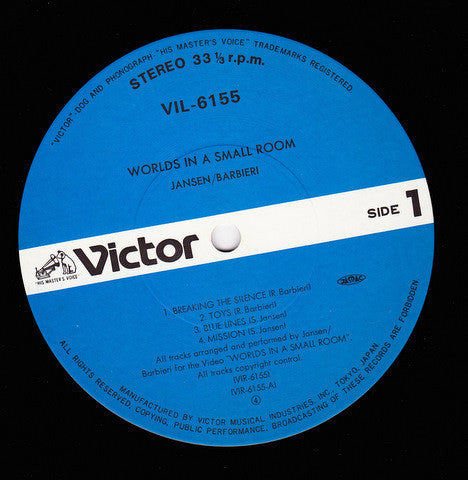 "VICTOR" DOG AND PHONOGRAPH "HIS MASTER'S VOICE" TRADEMARKS REGISTERED.
STEREO 33 ⅓ r.p.m.
VIL-6155
WORLDS IN A SMALL ROOM
JANSEN/BARBIERI
"HIS MASTER'S VOICE"
Victor
SIDE 1
1. BREAKING THE SILENCE (R. Barbieri)
2. TOYS (R. Barbieri)
3. BLUE LINES (S. Jansen)
4. MISSION (S. Jansen)
All tracks arranged and performed by Jansen/
Barbieri for the Video "WORLDS IN A SMALL ROOM".
All tracks copyright control.
(VIR-6155)
(VIR-6155.A)
④
ALL RIGHTS RESERVED. COPYING, PUBLIC PERFORMANCE, BROADCASTING OF THESE RECORDS ARE FORBIDDEN
MANUFACTURED BY VICTOR MUSICAL INDUSTRIES, INC. TOKYO, JAPAN